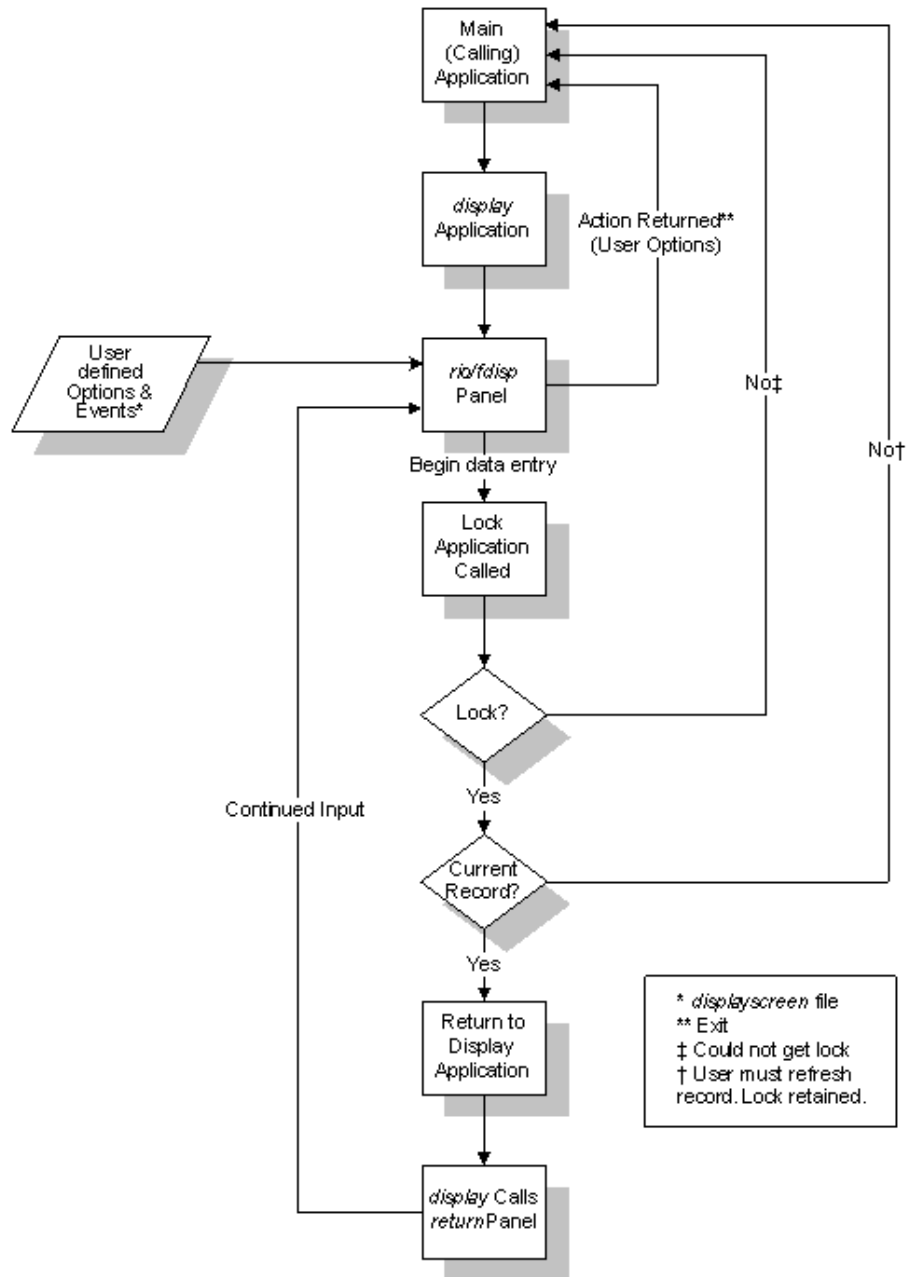 Main
(Calling)
Application
display
Application
Action Returned**
(User Options)
User
defined
Options &
Events*
rio/fdisp
Panel
No‡
No†
Begin data entry
Lock
Application
Called
Lock?
Yes
Continued Input
Current
Record?
Yes
Return to
Display
Application
* displayscreen file
** Exit
‡ Could not get lock
† User must refresh
record. Lock retained.
display Calls
return Panel